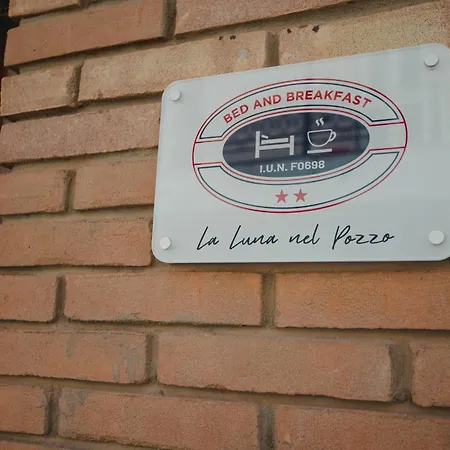 BED AND BREAKFAST
I.U.N. F0698
La Luna nel Pozzo